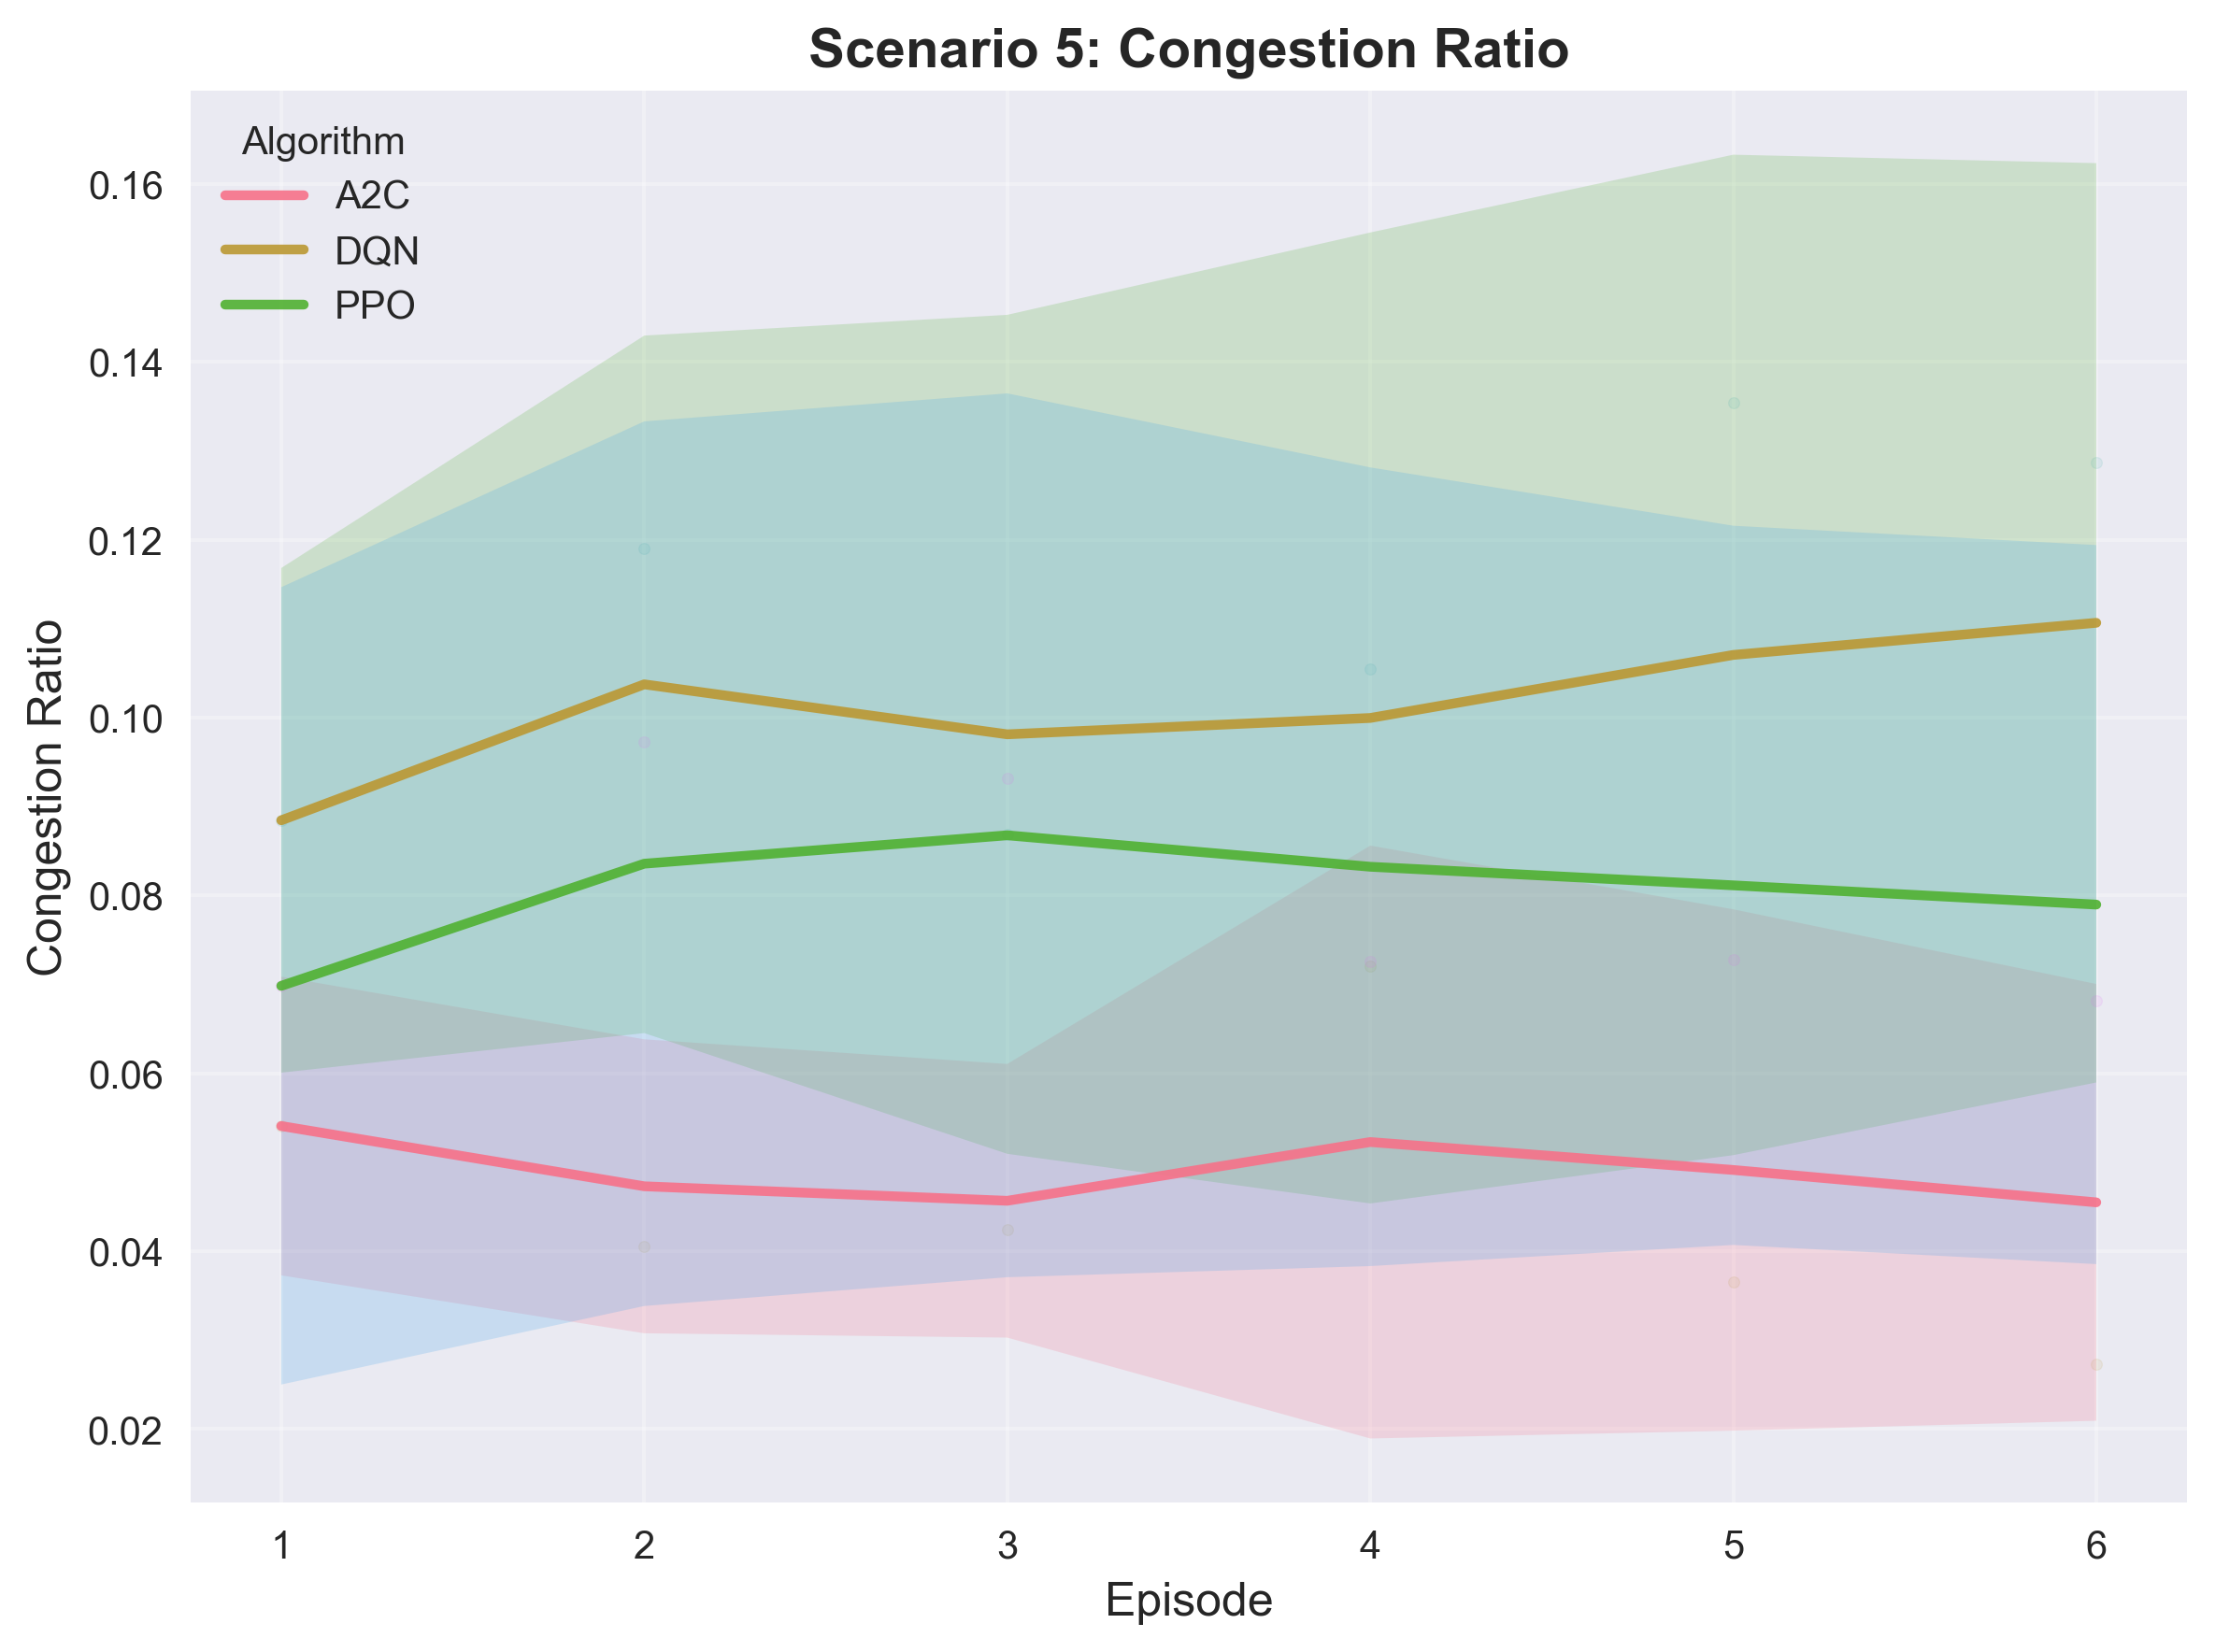 Scenario 5: Congestion Ratio
Algorithm
A2C
DQN
PPO
0.16
0.14
0.12
0.10
0.08
0.06
0.04
0.02
Congestion Ratio
1 2 3 4 5 6
Episode